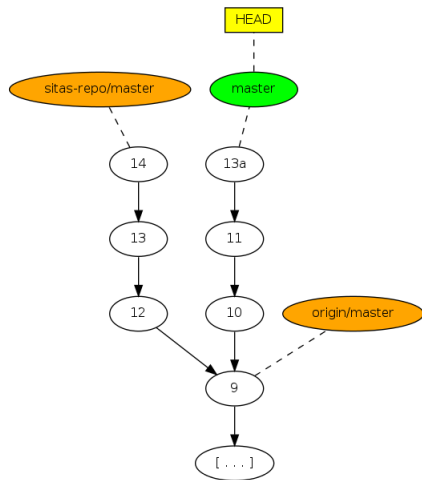 HEAD
sitas-repo/master
master
14
13a
13
11
12
10
origin/master
9
[ . . . ]